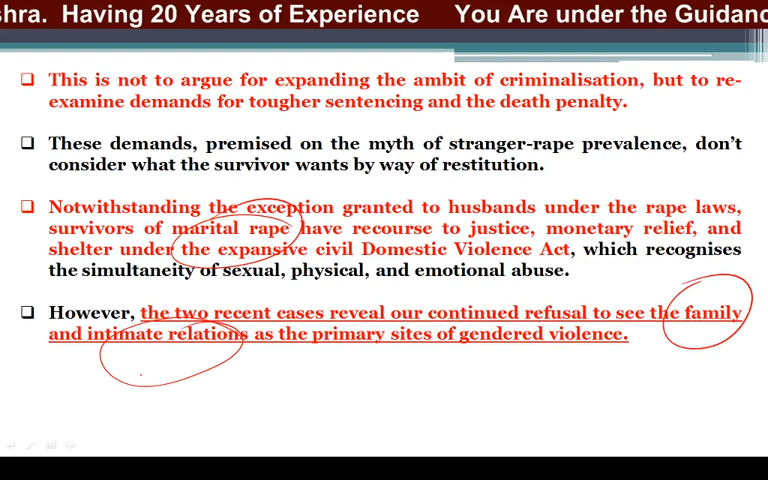 shra. Having 20 Years of Experience You Are under the Guidanc
This is not to argue for expanding the ambit of criminalisation, but to re-
examine demands for tougher sentencing and the death penalty.
These demands, premised on the myth of stranger-rape prevalence, don't
consider what the survivor wants by way of restitution.
Notwithstanding the exception granted to husbands under the rape laws,
survivors of marital rape have recourse to justice, monetary relief, and
shelter under the expansive civil Domestic Violence Act, which recognises
the simultaneity of sexual, physical, and emotional abuse.
However, the two recent cases reveal our continued refusal to see the family
and intimate relations as the primary sites of gendered violence.